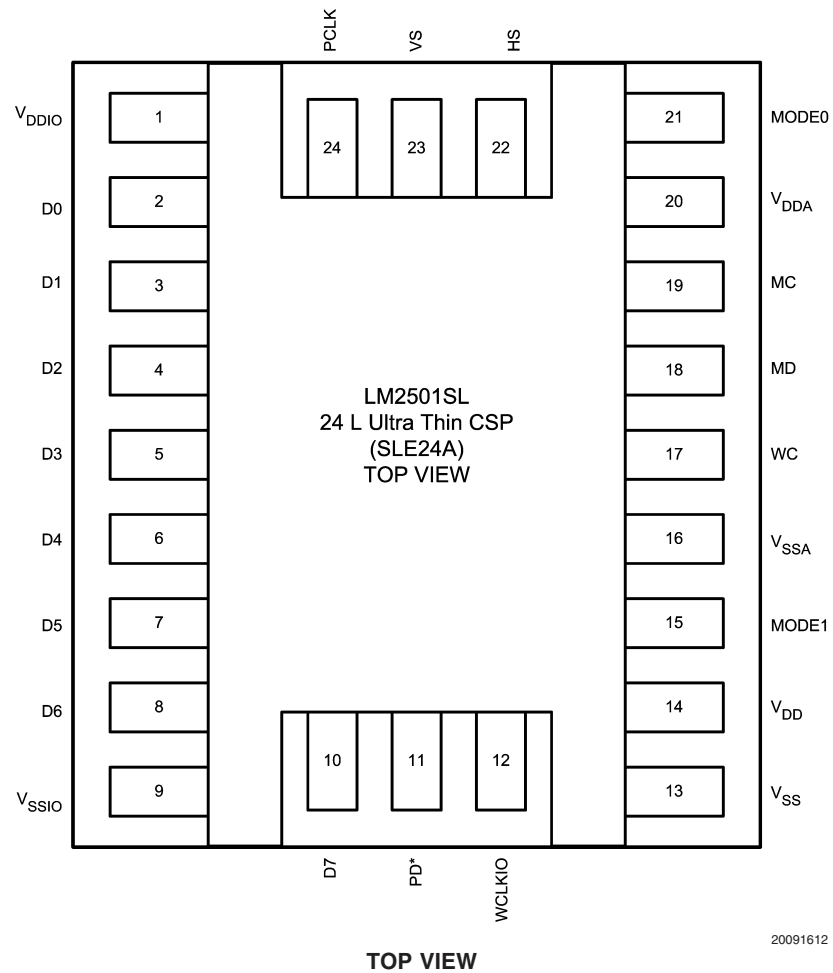 PCLK
VS
HS
VDDIO
1
24
23
22
21
MODE0
D0
2
20
VDDA
D1
3
19
MC
D2
4
18
MD
LM2501SL
24 L Ultra Thin CSP
(SLE24A)
TOP VIEW
D3
5
17
WC
D4
6
16
VSSA
D5
7
15
MODE1
D6
8
14
VDD
VSSIO
9
10
11
12
13
VSS
D7
PD*
WCLKIO
20091612
TOP VIEW